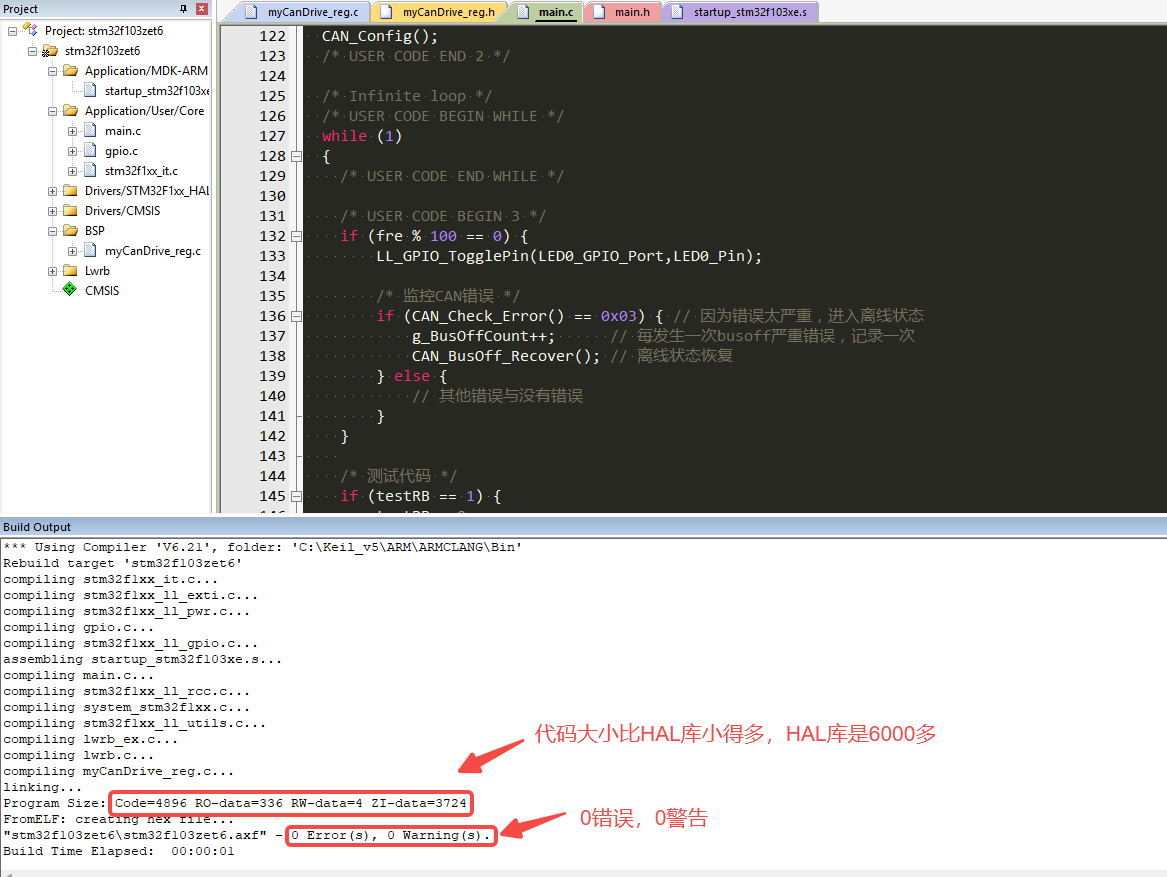 Project
Project: stm32f103zet6
stm32f103zet6
Application/MDK-ARM
startup_stm32f103xe
Application/User/Core
main.c
gpio.c
stm32f1xx_it.c
Drivers/STM32F1xx_HAL
Drivers/CMSIS
BSP
myCanDrive_reg.c
Lwrb
CMSIS
myCanDrive_reg.c myCanDrive_reg.h main.c main.h startup_stm32f103xe.s
122 CAN_Config();
123 /* USER CODE END 2 */
124
125 /* Infinite loop */
126 /* USER CODE BEGIN WHILE */
127 while (1)
128 {
129 /* USER CODE END WHILE */
130
131 /* USER CODE BEGIN 3 */
132 if (fre % 100 == 0) {
133 LL_GPIO_TogglePin(LED0_GPIO_Port,LED0_Pin);
134
135 /* 监控CAN错误 */
136 if (CAN_Check_Error() == 0x03) { // 因为错误太严重，进入离线状态
137 g_BusOffCount++; // 每发生一次busoff严重错误，记录一次
138 CAN_BusOff_Recover(); // 离线状态恢复
139 } else {
140 // 其他错误与没有错误
141 }
142 }
143
144 /* 测试代码 */
145 if (testRB == 1) {
Build Output
*** Using Compiler 'V6.21', folder: 'C:\Keil_v5\ARM\ARMCLANG\Bin'
Rebuild target 'stm32f103zet6'
compiling stm32f1xx_it.c...
compiling stm32f1xx_ll_exti.c...
compiling stm32f1xx_ll_pwr.c...
compiling gpio.c...
compiling stm32f1xx_ll_gpio.c...
assembling startup_stm32f103xe.s...
compiling main.c...
compiling stm32f1xx_ll_rcc.c...
compiling system_stm32f1xx.c...
compiling stm32f1xx_ll_utils.c...
compiling lwrb_ex.c...
compiling lwrb.c...
compiling myCanDrive_reg.c...
linking...
Program Size: Code=4896 RO-data=336 RW-data=4 ZI-data=3724
FromELF: creating hex file...
"stm32f103zet6\stm32f103zet6.axf" - 0 Error(s), 0 Warning(s).
Build Time Elapsed: 00:00:01
代码大小比HAL库小得多，HAL库是6000多
0错误，0警告